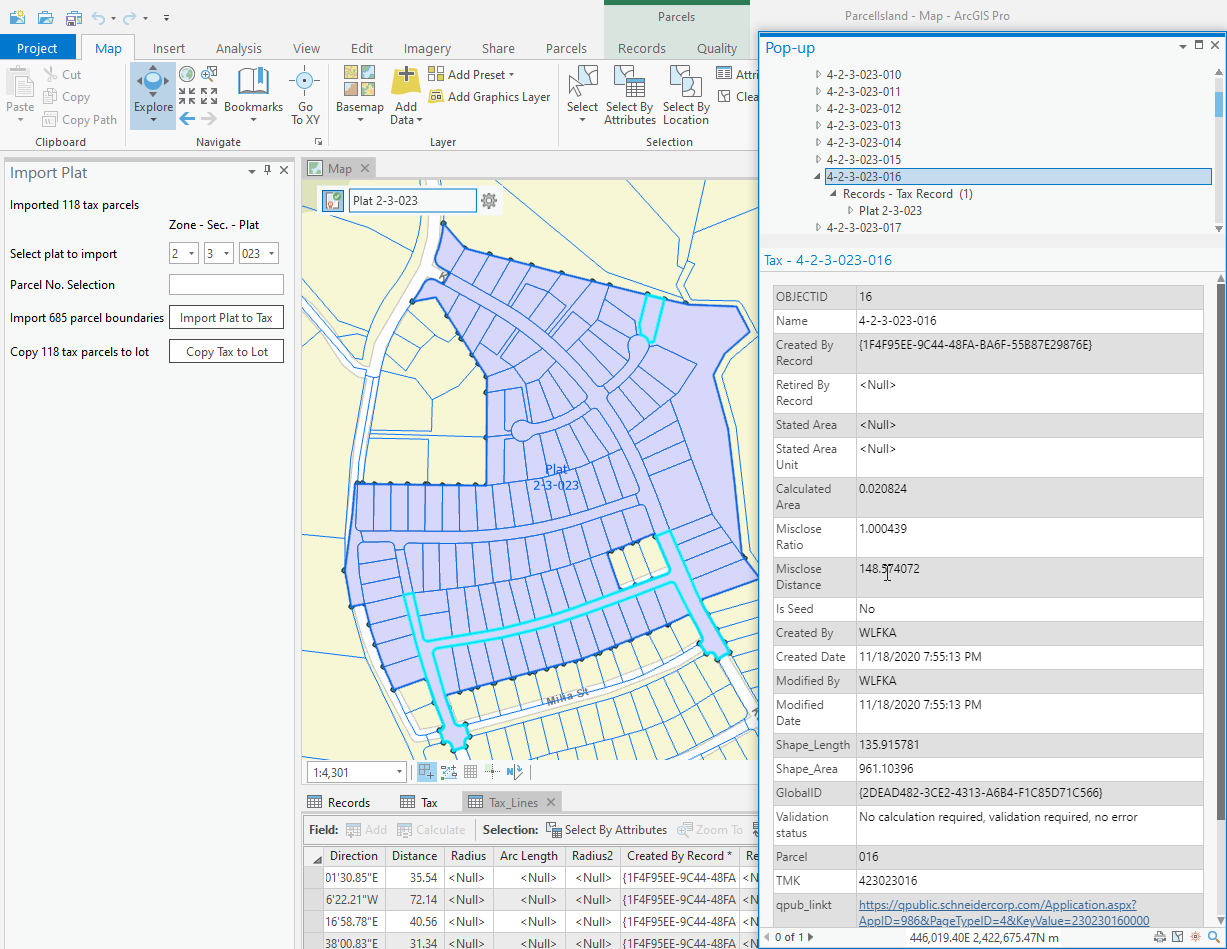 Parcels
ParcelIsland - Map - ArcGIS Pro
Project Map Insert Analysis View Edit Imagery Share Parcels Records Quality
Paste
Cut
Copy
Copy Path
Clipboard
Explore
Bookmarks
Go
To XY
Navigate
Basemap
Add
Data
Add Preset
Add Graphics Layer
Layer
Select
Select By
Attributes
Select By
Location
Attri
Clea
Selection
Import Plat
Imported 118 tax parcels
Zone - Sec. - Plat
Select plat to import 2 3 023
Parcel No. Selection
Import 685 parcel boundaries Import Plat to Tax
Copy 118 tax parcels to lot Copy Tax to Lot
Map
Plat 2-3-023
K
Plat
2-3-023
Milia St
1:4,301
Records Tax Tax_Lines
Field: Add Calculate Selection: Select By Attributes Zoom To
Direction Distance Radius Arc Length Radius2 Created By Record * Re
01'30.85"E 35.54 <Null> <Null> <Null> {1F4F95EE-9C44-48FA <N
6'22.21"W 72.14 <Null> <Null> <Null> {1F4F95EE-9C44-48FA <N
16'58.78"E 40.56 <Null> <Null> <Null> {1F4F95EE-9C44-48FA <N
38'00.83"E 31.34 <Null> <Null> <Null> {1F4F95EE-9C44-48FA <N
Pop-up
4-2-3-023-010
4-2-3-023-011
4-2-3-023-012
4-2-3-023-013
4-2-3-023-014
4-2-3-023-015
4-2-3-023-016
Records - Tax Record (1)
Plat 2-3-023
4-2-3-023-017
Tax - 4-2-3-023-016
OBJECTID 16
Name 4-2-3-023-016
Created By
Record {1F4F95EE-9C44-48FA-BA6F-55B87E29876E}
Retired By
Record <Null>
Stated Area <Null>
Stated Area
Unit <Null>
Calculated
Area 0.020824
Misclose
Ratio 1.000439
Misclose
Distance 148.574072
Is Seed No
Created By WLFKA
Created Date 11/18/2020 7:55:13 PM
Modified By WLFKA
Modified
Date 11/18/2020 7:55:13 PM
Shape_Length 135.915781
Shape_Area 961.10396
GlobalID {2DEAD482-3CE2-4313-A6B4-F1C85D71C566}
Validation
status No calculation required, validation required, no error
Parcel 016
TMK 423023016
qpub_linkt https://qpublic.schneidercorp.com/Application.aspx?
AppID=986&PageTypeID=4&KeyValue=230230160000
0 of 1 446,019.40E 2,422,675.47N m